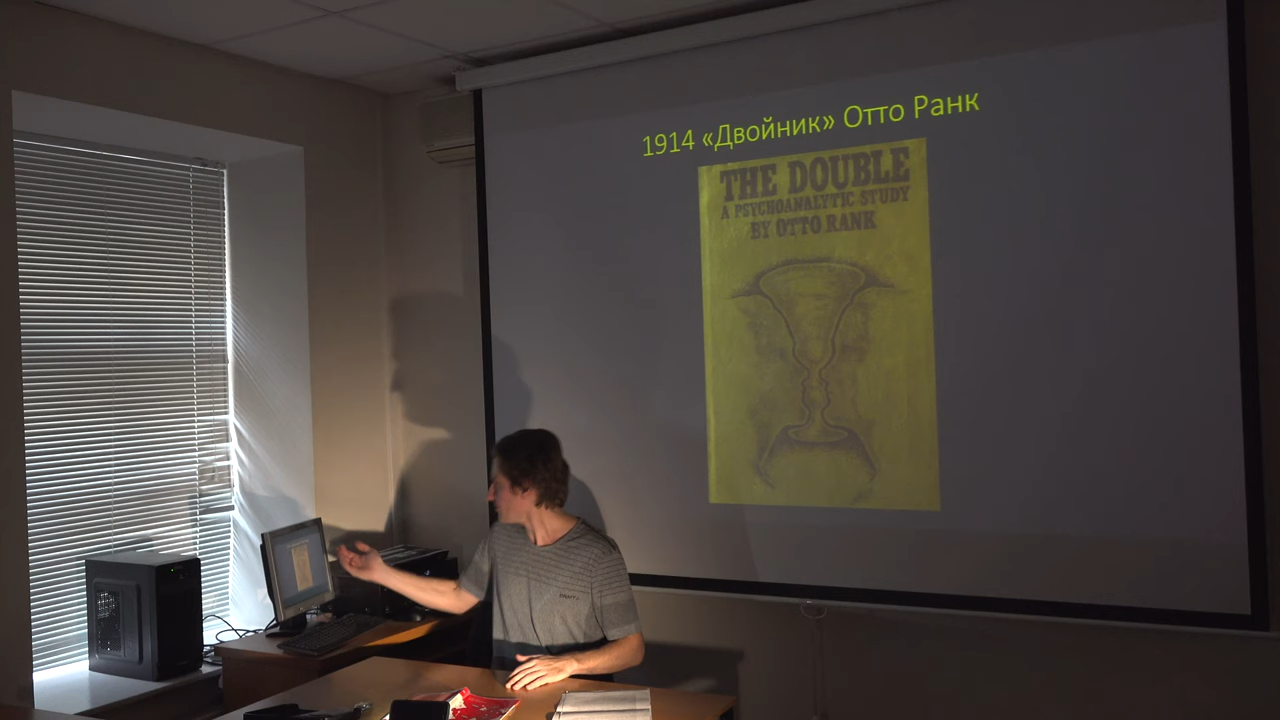 1914 «Двойник» Отто Ранк
THE DOUBLE
A PSYCHOANALYTIC STUDY
BY OTTO RANK